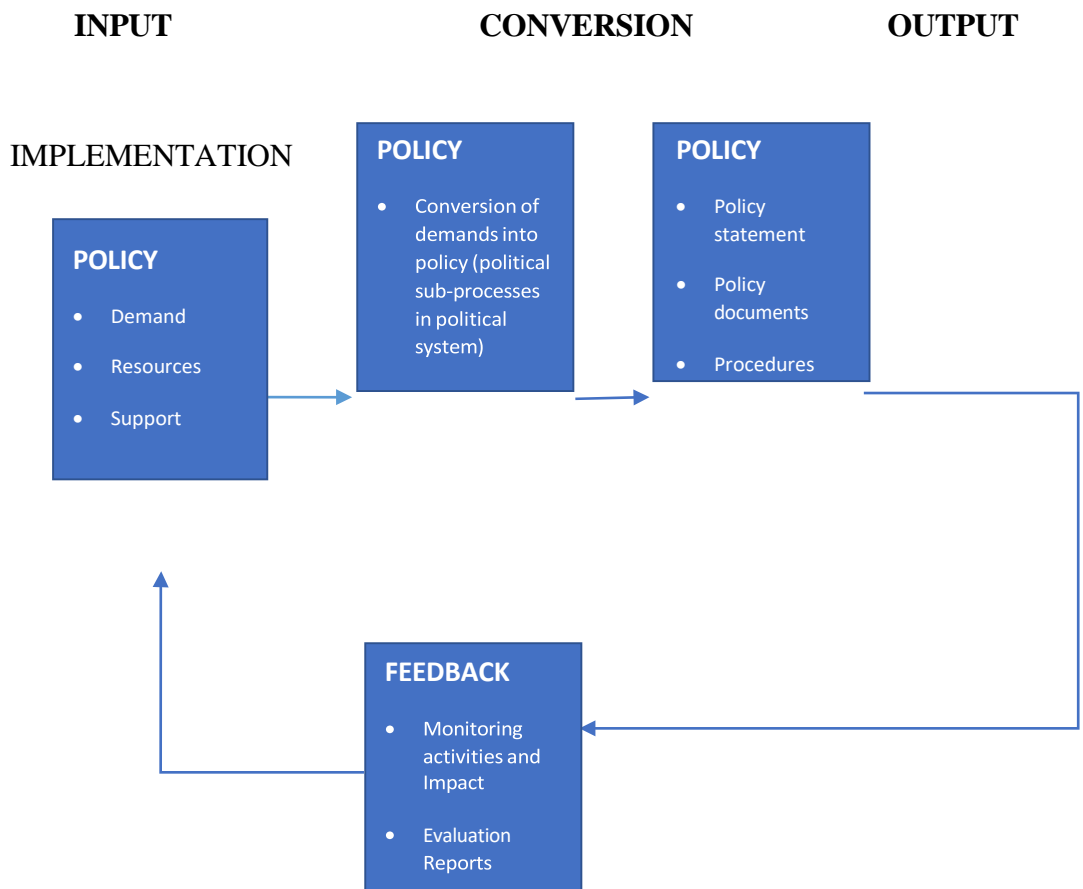 INPUT CONVERSION OUTPUT
IMPLEMENTATION
POLICY
• Demand
• Resources
• Support
POLICY
• Conversion of
demands into
policy (political
sub-processes
in political
system)
POLICY
• Policy
statement
• Policy
documents
• Procedures
FEEDBACK
• Monitoring
activities and
Impact
• Evaluation
Reports